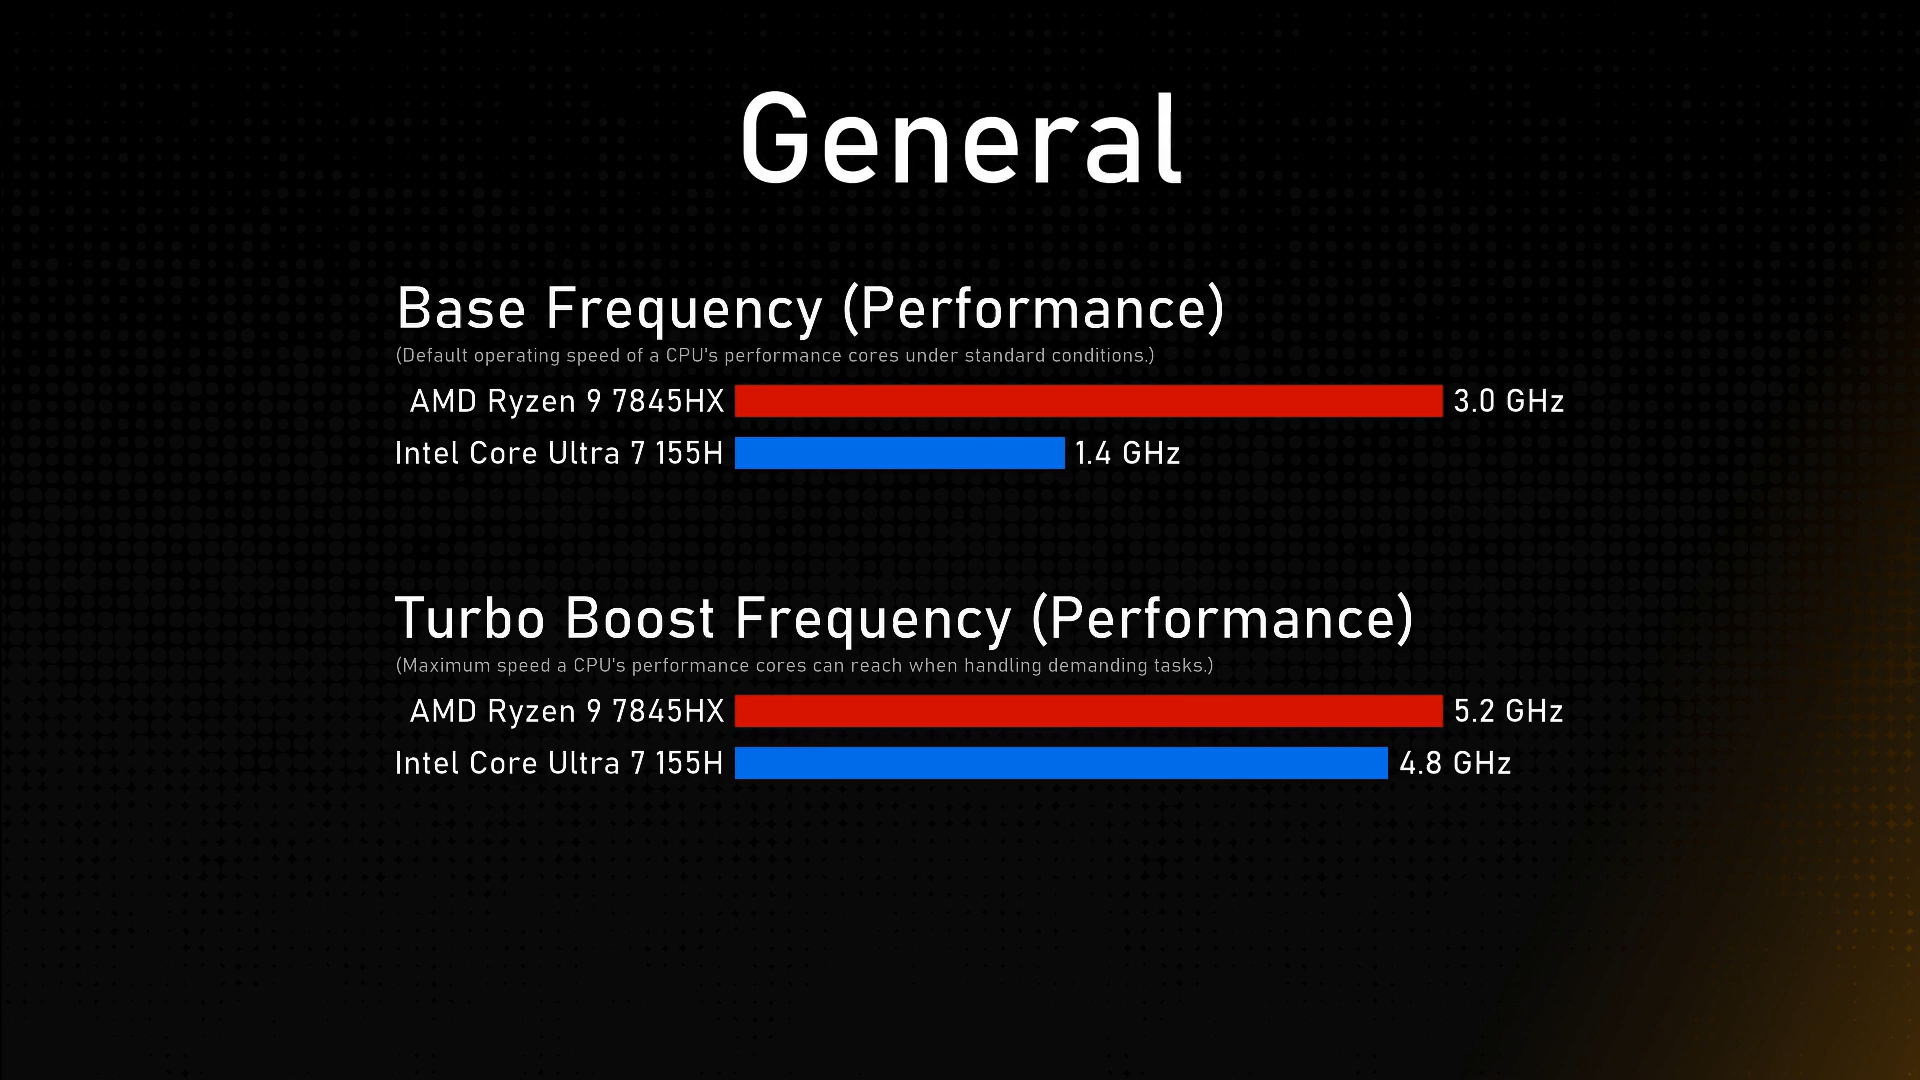 General
Base Frequency (Performance)
(Default operating speed of a CPU's performance cores under standard conditions.)
AMD Ryzen 9 7845HX 3.0 GHz
Intel Core Ultra 7 155H 1.4 GHz
Turbo Boost Frequency (Performance)
(Maximum speed a CPU's performance cores can reach when handling demanding tasks.)
AMD Ryzen 9 7845HX 5.2 GHz
Intel Core Ultra 7 155H 4.8 GHz